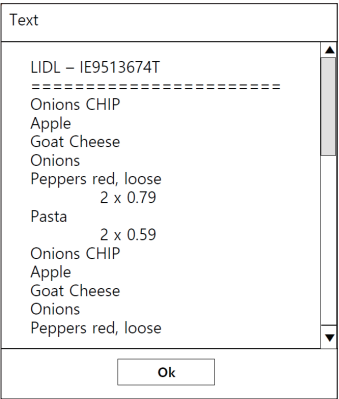 Text
LIDL – IE9513674T
=======================
Onions CHIP
Apple
Goat Cheese
Onions
Peppers red, loose
2 x 0.79
Pasta
2 x 0.59
Onions CHIP
Apple
Goat Cheese
Onions
Peppers red, loose
Ok